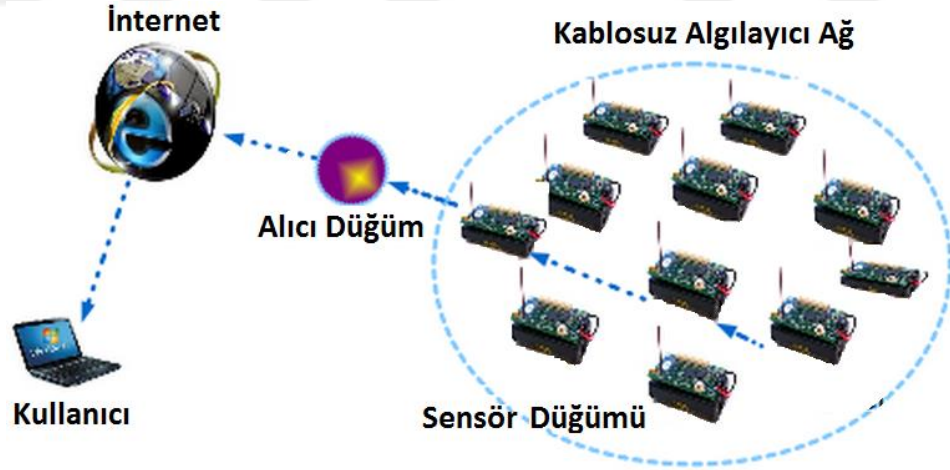 İnternet
Kablosuz Algılayıcı Ağ
Alıcı Düğüm
Kullanıcı
Sensör Düğümü